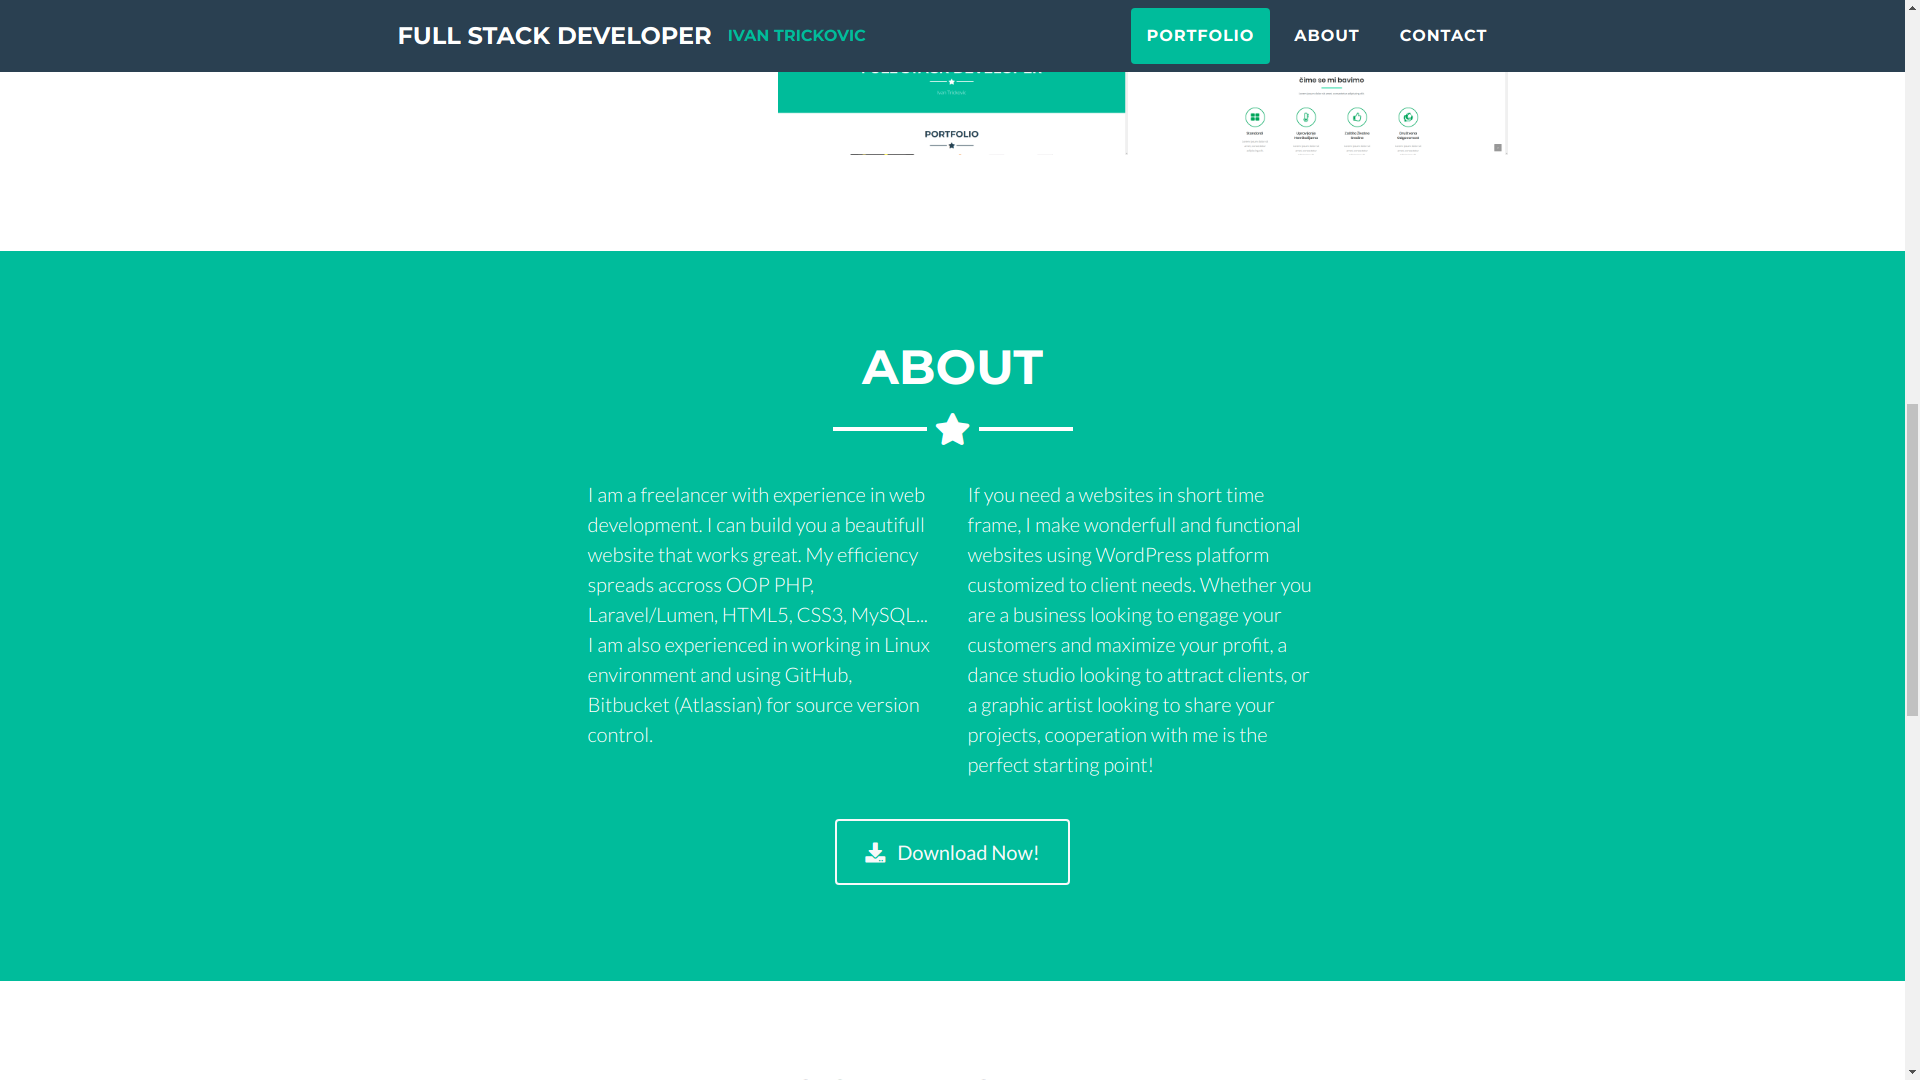 FULL STACK DEVELOPER IVAN TRICKOVIC
PORTFOLIO ABOUT CONTACT
PORTFOLIO
čime se mi bavimo
ABOUT
I am a freelancer with experience in web
development. I can build you a beautifull
website that works great. My efficiency
spreads accross OOP PHP,
Laravel/Lumen, HTML5, CSS3, MySQL...
I am also experienced in working in Linux
environment and using GitHub,
Bitbucket (Atlassian) for source version
control.
If you need a websites in short time
frame, I make wonderfull and functional
websites using WordPress platform
customized to client needs. Whether you
are a business looking to engage your
customers and maximize your profit, a
dance studio looking to attract clients, or
a graphic artist looking to share your
projects, cooperation with me is the
perfect starting point!
Download Now!